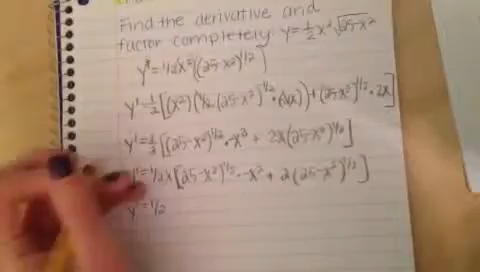 Find the derivative and
factor completely: y=½x²√25-x²
y'=½x²((25-x²)^1/2)
y'=½[(x²)(½(25-x²)^-1/2·(-2x))+(25-x²)^1/2·2x]
y'=½[(25-x²)^-1/2·-x³ + 2x(25-x²)^1/2]
y'=½x[(25-x²)^-1/2·-x² + 2(25-x²)^1/2]
y'=1/2